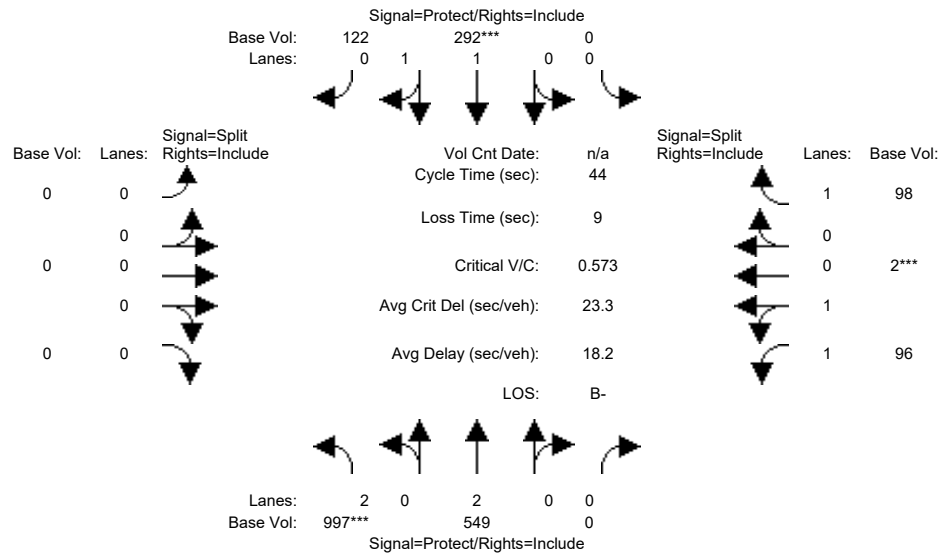 Signal=Protect/Rights=Include
Base Vol: 122 292*** 0
Lanes: 0 1 1 0 0
Signal=Split
Base Vol: Lanes: Rights=Include
Vol Cnt Date: n/a
Signal=Split
Rights=Include Lanes: Base Vol:
Cycle Time (sec): 44
0 0
1 98
Loss Time (sec): 9
0
0
0 0
Critical V/C: 0.573
0 2***
0
Avg Crit Del (sec/veh): 23.3
1
0 0
Avg Delay (sec/veh): 18.2
1 96
LOS: B-
Lanes: 2 0 2 0 0
Base Vol: 997*** 549 0
Signal=Protect/Rights=Include